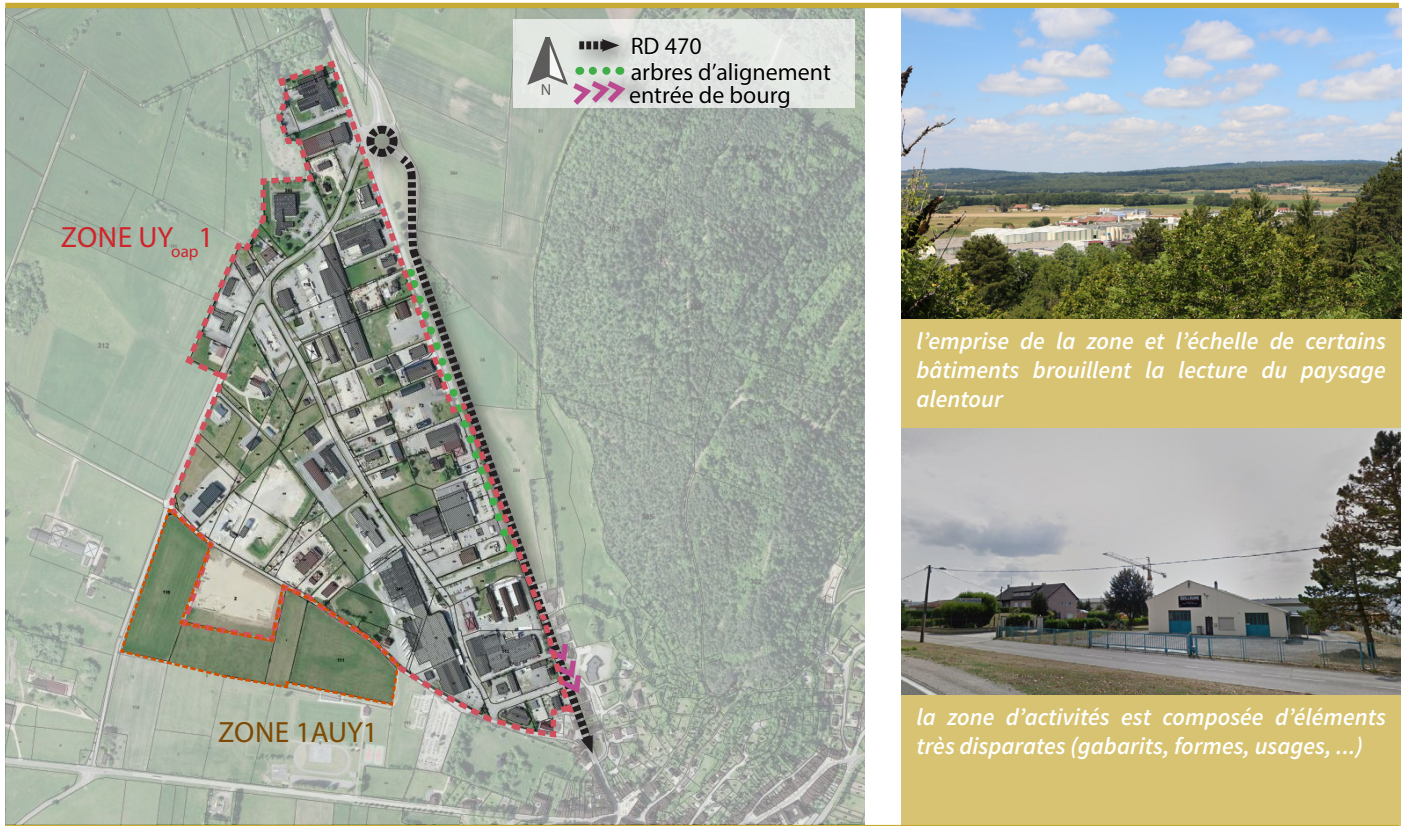 RD 470
arbres d'alignement
entrée de bourg
N
ZONE UYoap1
ZONE 1AUY1
l'emprise de la zone et l'échelle de certains
bâtiments brouillent la lecture du paysage
alentour
la zone d'activités est composée d'éléments
très disparates (gabarits, formes, usages, ...)